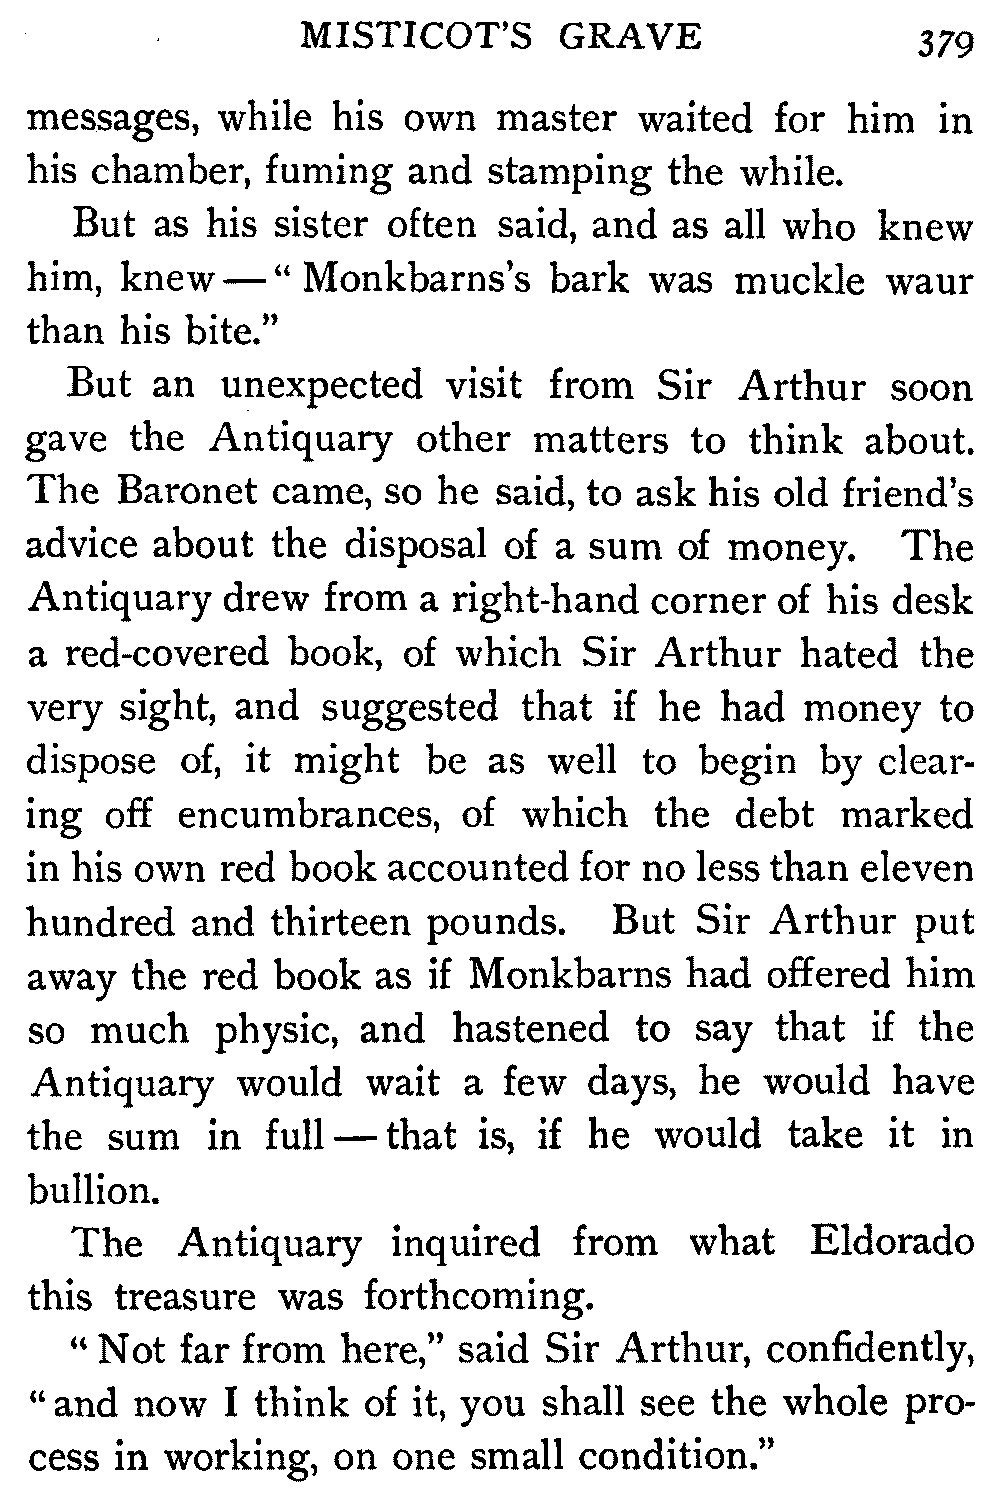 MISTICOT'S GRAVE 379
messages, while his own master waited for him in
his chamber, fuming and stamping the while.
But as his sister often said, and as all who knew
him, knew — “ Monkbarns's bark was muckle waur
than his bite.”
But an unexpected visit from Sir Arthur soon
gave the Antiquary other matters to think about.
The Baronet came, so he said, to ask his old friend's
advice about the disposal of a sum of money. The
Antiquary drew from a right-hand corner of his desk
a red-covered book, of which Sir Arthur hated the
very sight, and suggested that if he had money to
dispose of, it might be as well to begin by clear-
ing off encumbrances, of which the debt marked
in his own red book accounted for no less than eleven
hundred and thirteen pounds. But Sir Arthur put
away the red book as if Monkbarns had offered him
so much physic, and hastened to say that if the
Antiquary would wait a few days, he would have
the sum in full — that is, if he would take it in
bullion.
The Antiquary inquired from what Eldorado
this treasure was forthcoming.
“ Not far from here,” said Sir Arthur, confidently,
“ and now I think of it, you shall see the whole pro-
cess in working, on one small condition.”